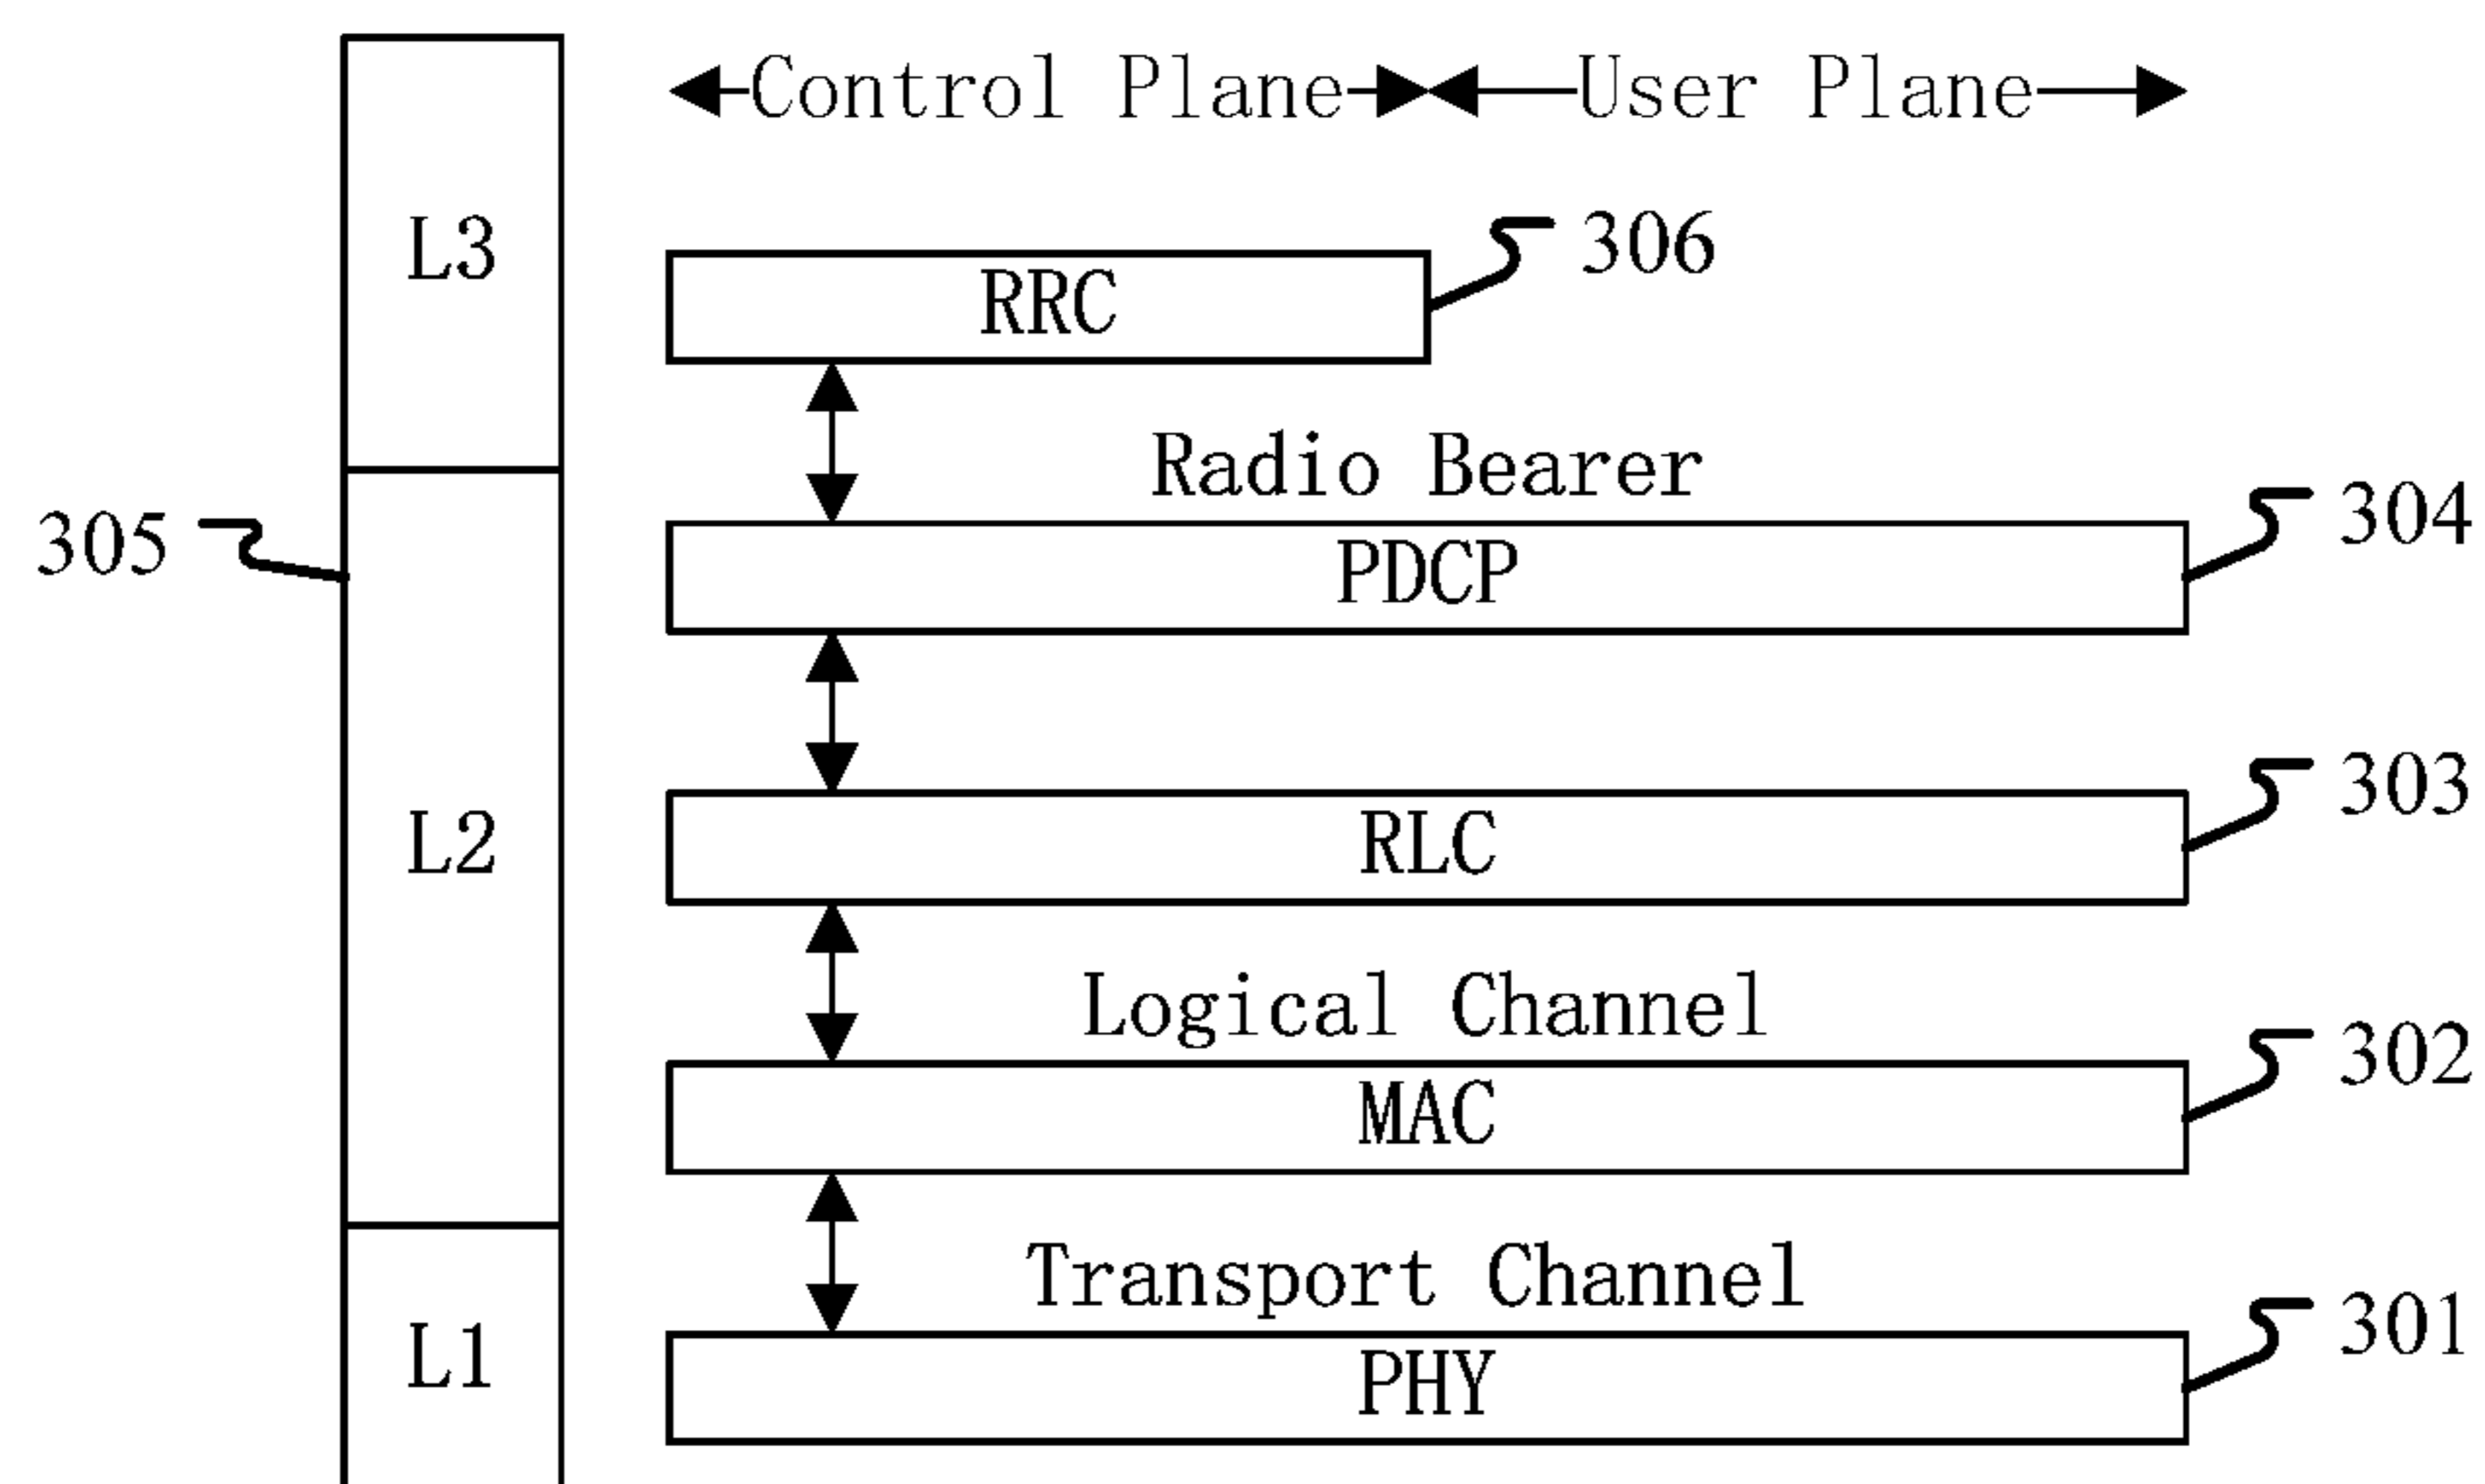 Control Plane User Plane
L3
RRC
306
Radio Bearer
305
PDCP
304
L2
RLC
303
Logical Channel
MAC
302
Transport Channel
L1
PHY
301